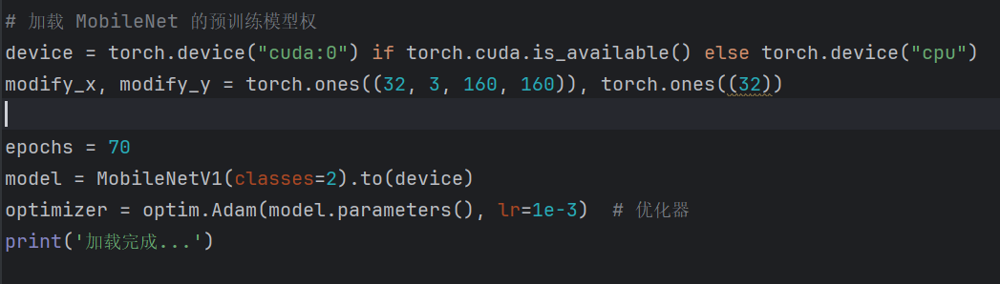 # 加载 MobileNet 的预训练模型权
device = torch.device("cuda:0") if torch.cuda.is_available() else torch.device("cpu")
modify_x, modify_y = torch.ones((32, 3, 160, 160)), torch.ones((32))
epochs = 70
model = MobileNetV1(classes=2).to(device)
optimizer = optim.Adam(model.parameters(), lr=1e-3)  # 优化器
print('加载完成...')